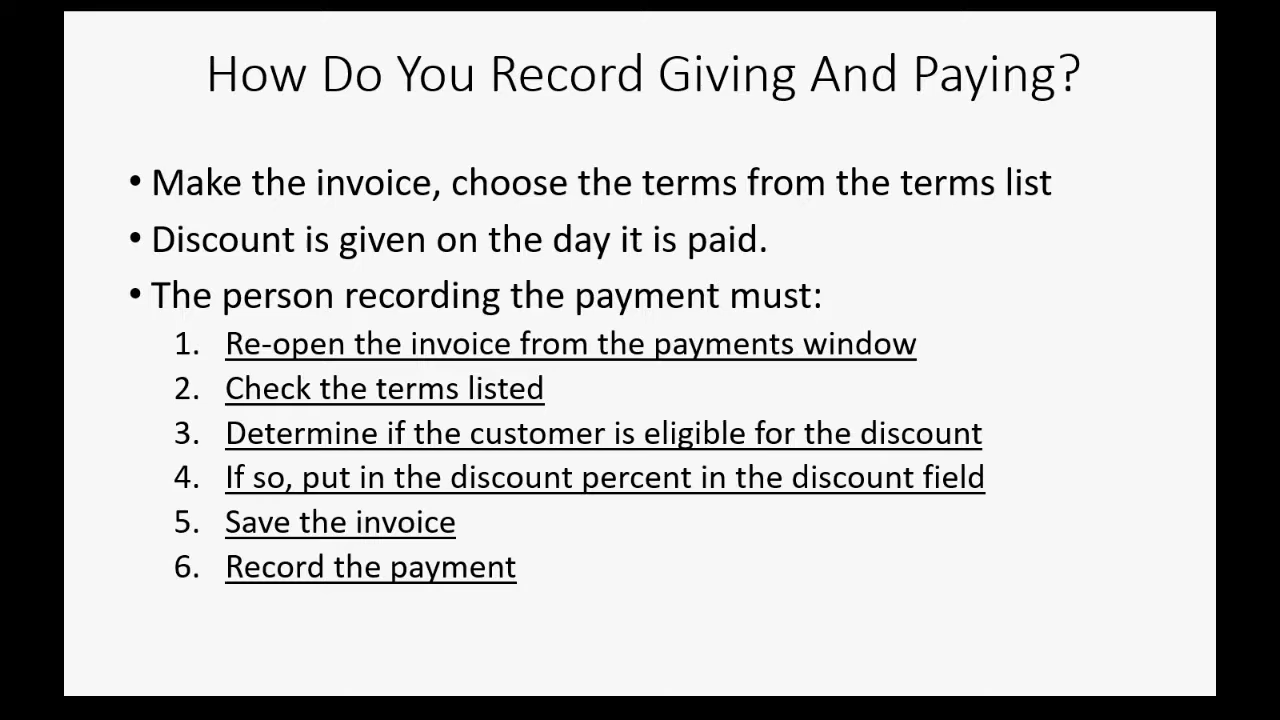 How Do You Record Giving And Paying?
• Make the invoice, choose the terms from the terms list
• Discount is given on the day it is paid.
• The person recording the payment must:
1. Re-open the invoice from the payments window
2. Check the terms listed
3. Determine if the customer is eligible for the discount
4. If so, put in the discount percent in the discount field
5. Save the invoice
6. Record the payment